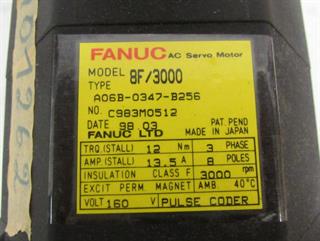 FANUC AC Servo Motor
MODEL 8F/3000
TYPE
A06B-0347-B256
NO. C983M0512
DATE 98.03 PAT. PEND
FANUC LTD MADE IN JAPAN
TRQ.(STALL) 12 Nm 3 PHASE
AMP.(STALL) 13.5 A 8 POLES
INSULATION CLASS F 3000 rpm
EXCIT PERM MAGNET AMB. 40°C
VOLT 160 V PULSE CODER